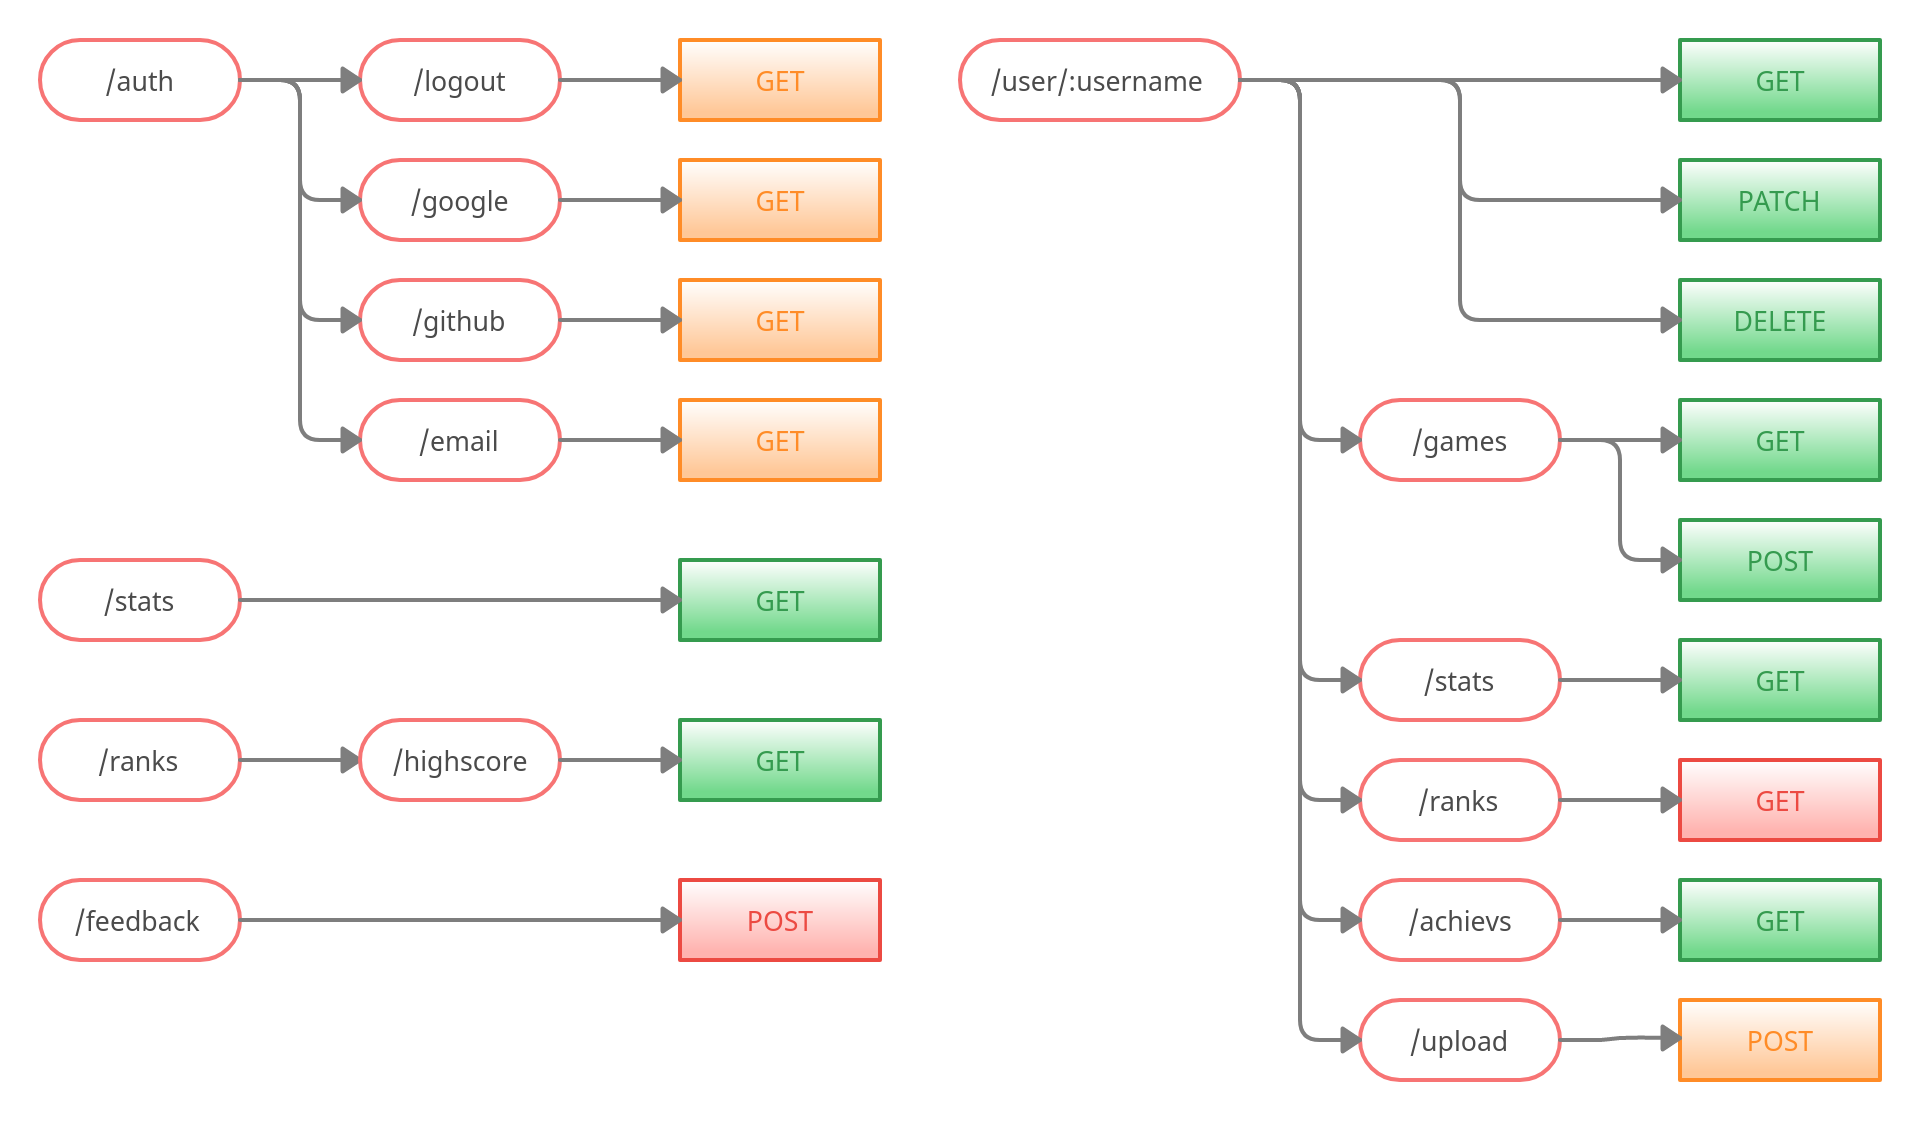 /auth
/logout
GET
/google
GET
/github
GET
/email
GET
/stats
GET
/ranks
/highscore
GET
/feedback
POST
/user/:username
GET
PATCH
DELETE
/games
GET
POST
/stats
GET
/ranks
GET
/achievs
GET
/upload
POST